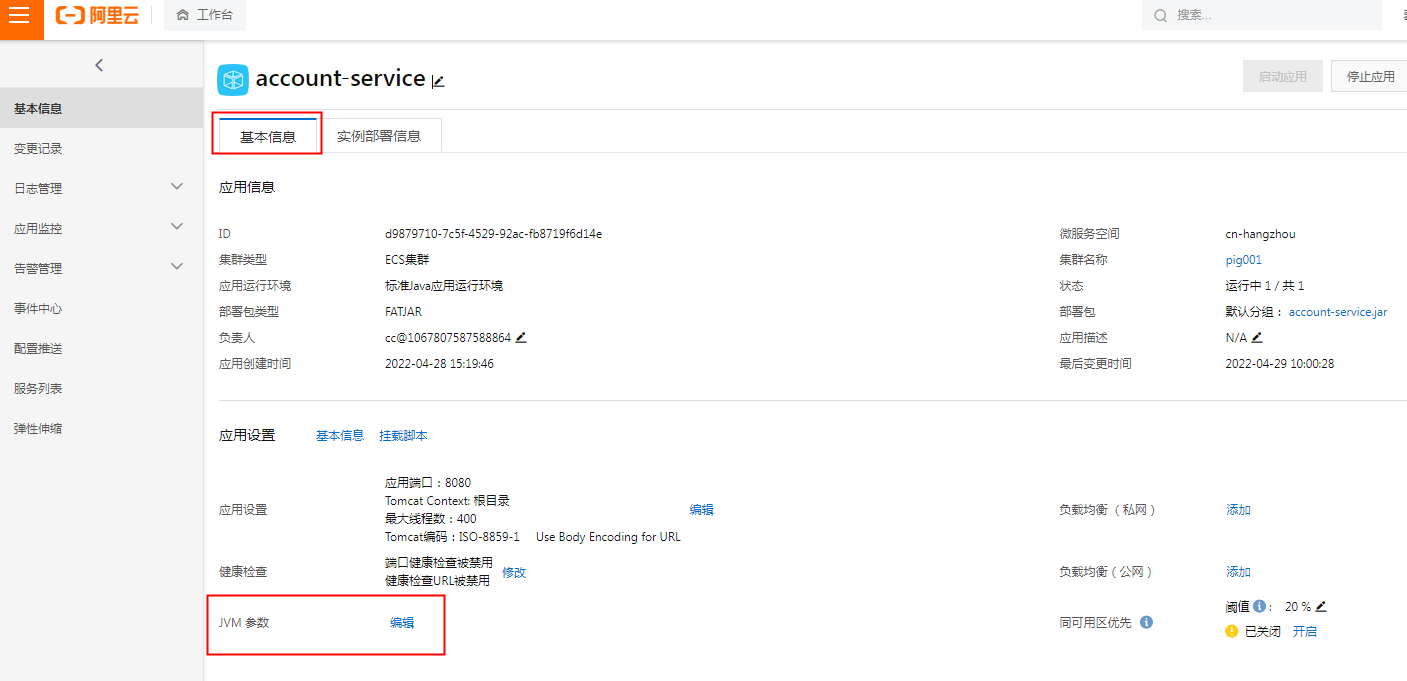 阿里云
工作台
搜索...
基本信息
变更记录
日志管理
应用监控
告警管理
事件中心
配置推送
服务列表
弹性伸缩
account-service
启动应用
停止应用
基本信息
实例部署信息
应用信息
ID d9879710-7c5f-4529-92ac-fb8719f6d14e 微服务空间 cn-hangzhou
集群类型 ECS集群 集群名称 pig001
应用运行环境 标准Java应用运行环境 状态 运行中 1 / 共 1
部署包类型 FATJAR 部署包 默认分组： account-service.jar
负责人 cc@1067807587588864 应用描述 N/A
应用创建时间 2022-04-28 15:19:46 最后变更时间 2022-04-29 10:00:28
应用设置 基本信息 挂载脚本
应用端口：8080
Tomcat Context: 根目录
应用设置 编辑 负载均衡（私网） 添加
最大线程数：400
Tomcat编码：ISO-8859-1 Use Body Encoding for URL
端口健康检查被禁用
健康检查 修改 负载均衡（公网） 添加
健康检查URL被禁用
JVM 参数 编辑 同可用区优先
阈值 ： 20 %
已关闭 开启